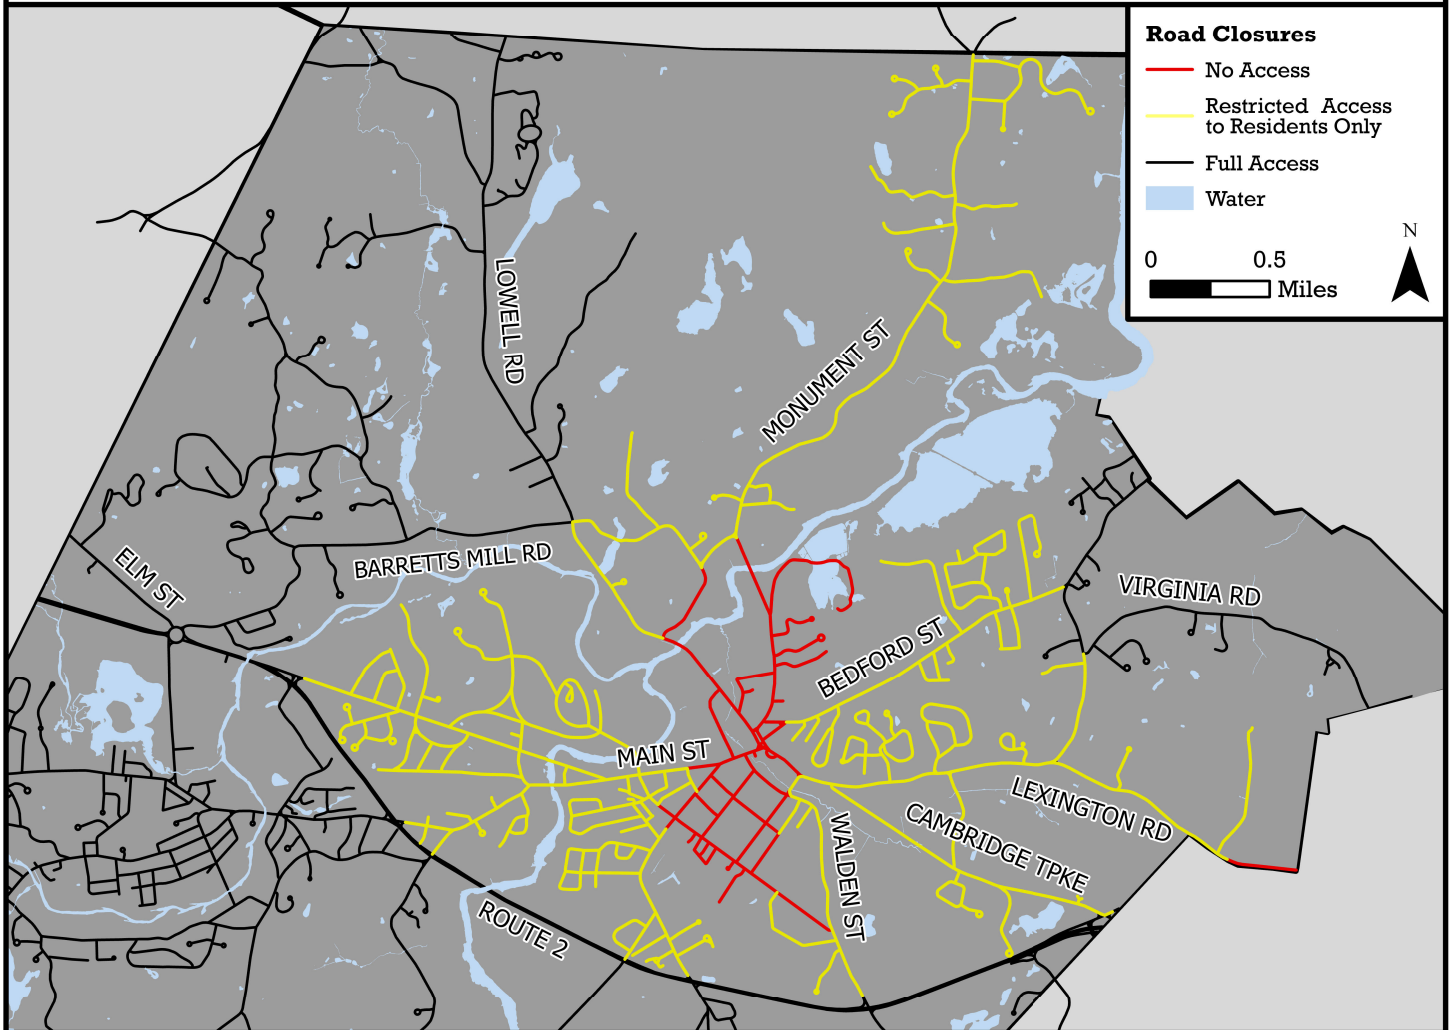 Road Closures
No Access
Restricted Access
to Residents Only
Full Access
Water
N
0 0.5
Miles
LOWELL RD
MONUMENT ST
BARRETTS MILL RD
ELM ST
VIRGINIA RD
BEDFORD ST
MAIN ST
LEXINGTON RD
CAMBRIDGE TPKE
WALDEN ST
ROUTE 2